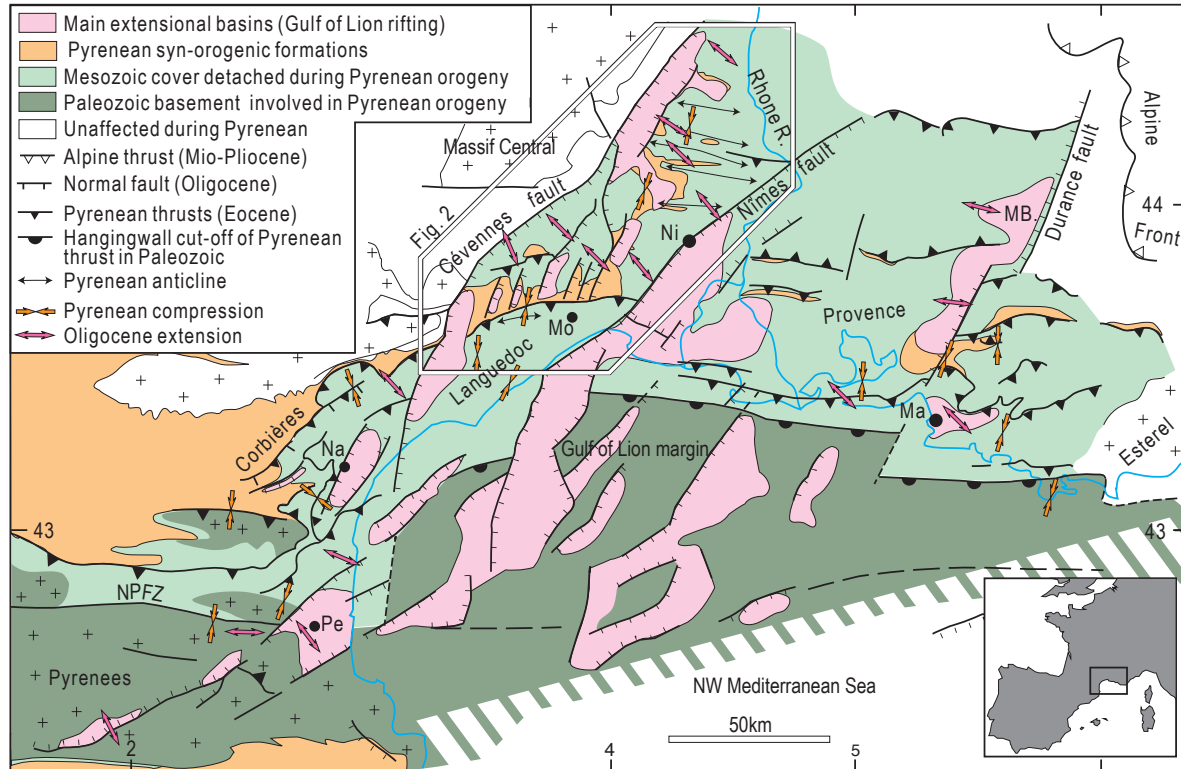 Main extensional basins (Gulf of Lion rifting)
Pyrenean syn-orogenic formations
Mesozoic cover detached during Pyrenean orogeny
Paleozoic basement involved in Pyrenean orogeny
Unaffected during Pyrenean
Alpine thrust (Mio-Pliocene)
Normal fault (Oligocene)
Pyrenean thrusts (Eocene)
Hangingwall cut-off of Pyrenean
thrust in Paleozoic
Pyrenean anticline
Pyrenean compression
Oligocene extension
Massif Central
Rhone R.
Alpine
Front
Durance fault
Cévennes fault
Nîmes fault
Fig. 2
44
MB.
Ni
Mo
Provence
Languedoc
Ma
Esterel
Corbières
Na
Gulf of Lion margin
43
43
NPFZ
Pe
Pyrenees
NW Mediterranean Sea
50km
2
4
5